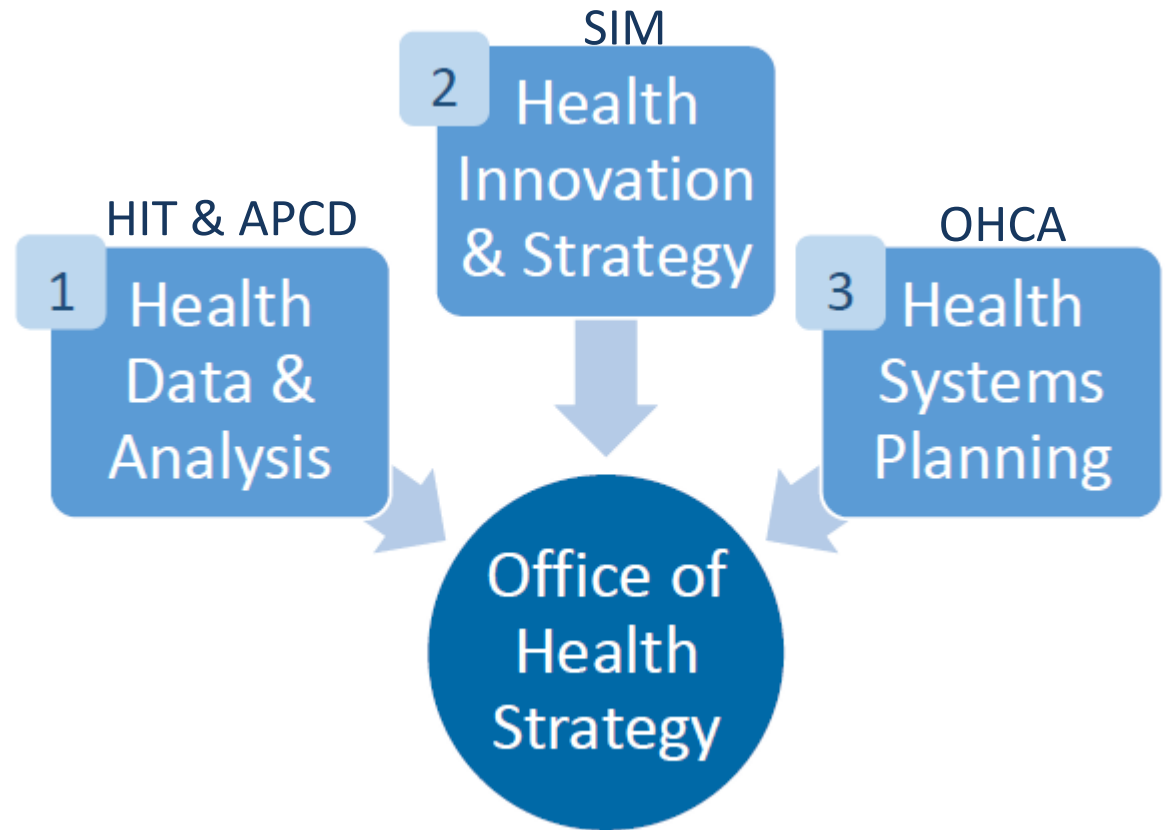 HIT & APCD
1
Health
Data &
Analysis
SIM
2
Health
Innovation
& Strategy
OHCA
3
Health
Systems
Planning
Office of
Health
Strategy